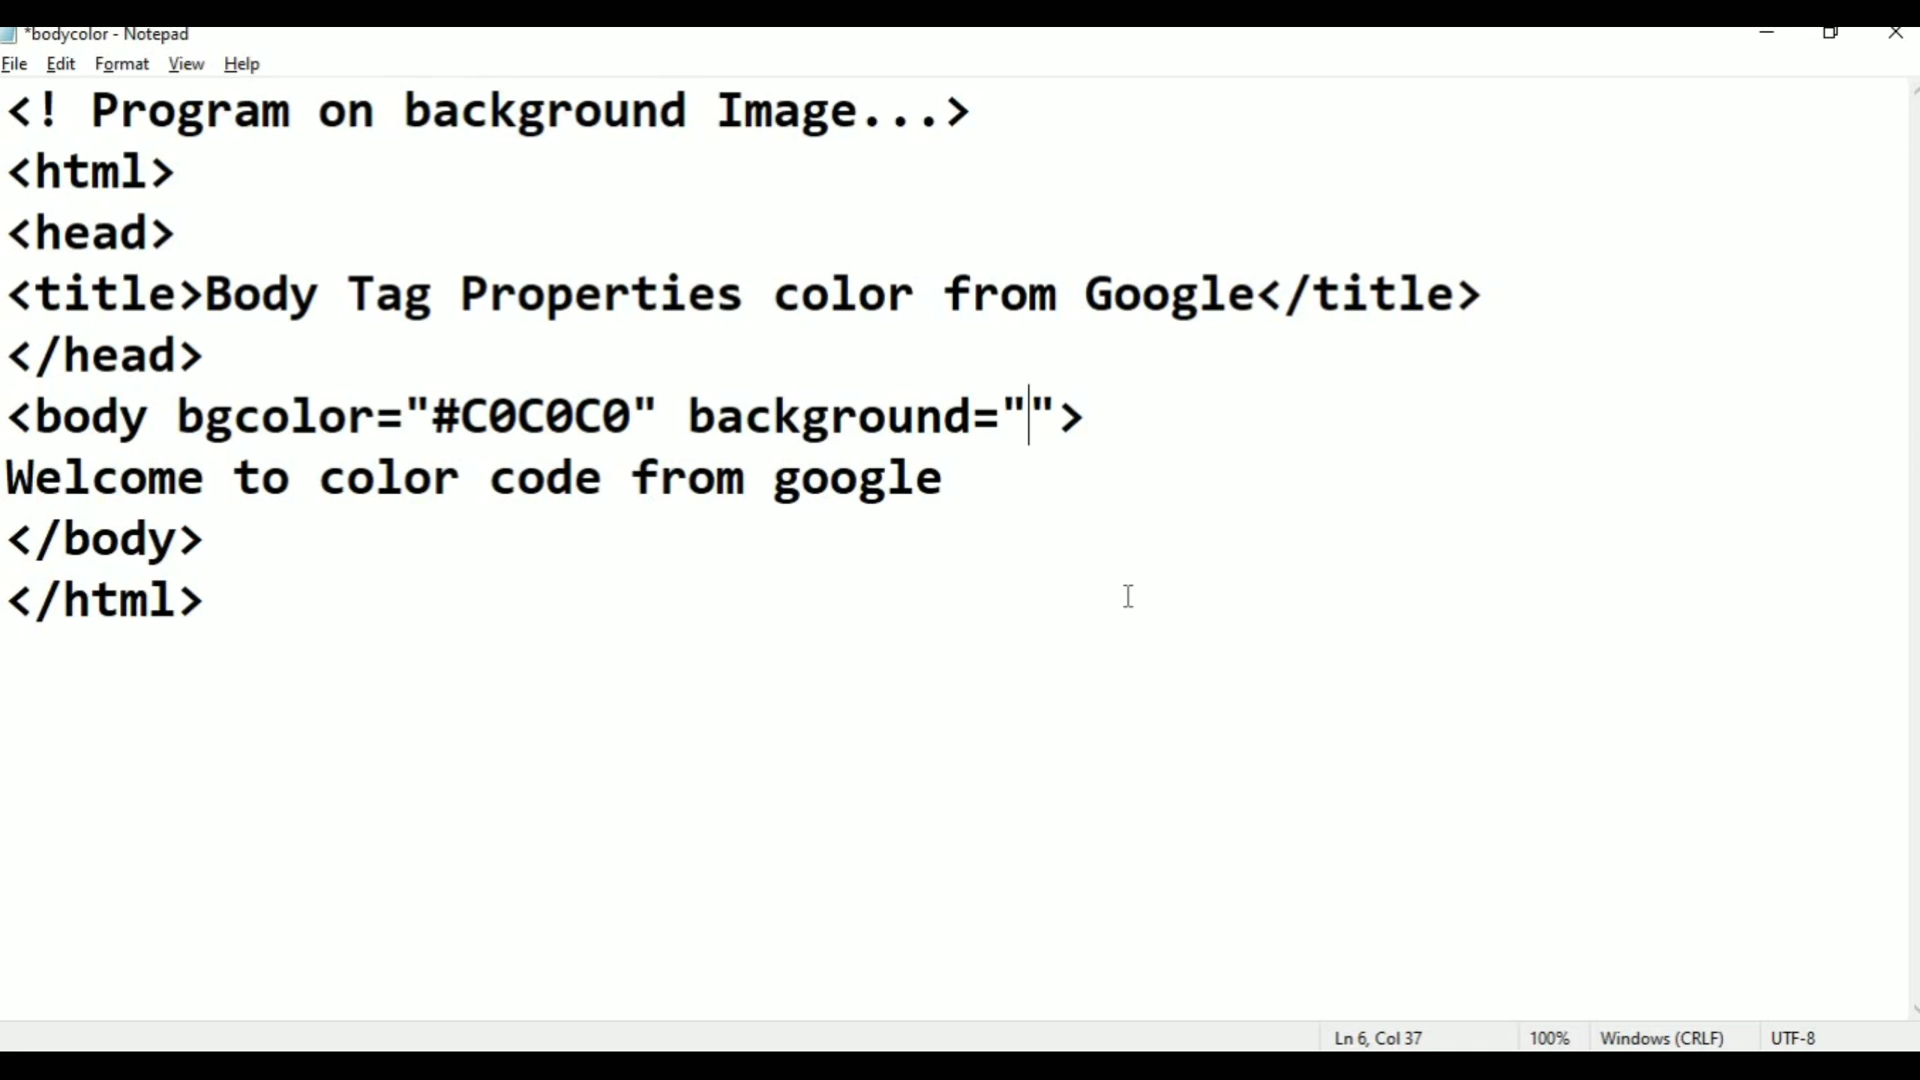 *bodycolor - Notepad
File Edit Format View Help
<! Program on background Image...>
<html>
<head>
<title>Body Tag Properties color from Google</title>
</head>
<body bgcolor="#C0C0C0" background="">
Welcome to color code from google
</body>
</html>
Ln 6, Col 37 100% Windows (CRLF) UTF-8